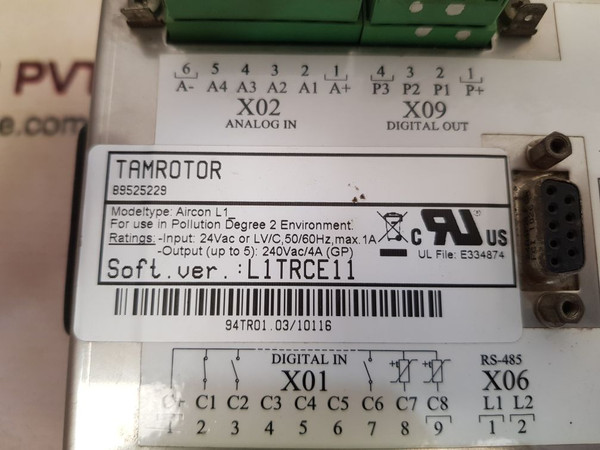 PVT
e.com
6 5 4 3 2 1
A- A4 A3 A2 A1 A+
X02
ANALOG IN
4 3 2 1
P3 P2 P1 P+
X09
DIGITAL OUT
TAMROTOR
89525229
Modeltype: Aircon L1_
For use in Pollution Degree 2 Environment.
Ratings: -Input: 24Vac or LV/C,50/60Hz,max.1A
-Output (up to 5): 240Vac/4A (GP)
C RU US
UL File: E334874
Soft.ver.:L1TRCE11
94TR01.03/10116
DIGITAL IN
X01
C+ C1 C2 C3 C4 C5 C6 C7 C8
1 2 3 4 5 6 7 8 9
RS-485
X06
L1 L2
1 2